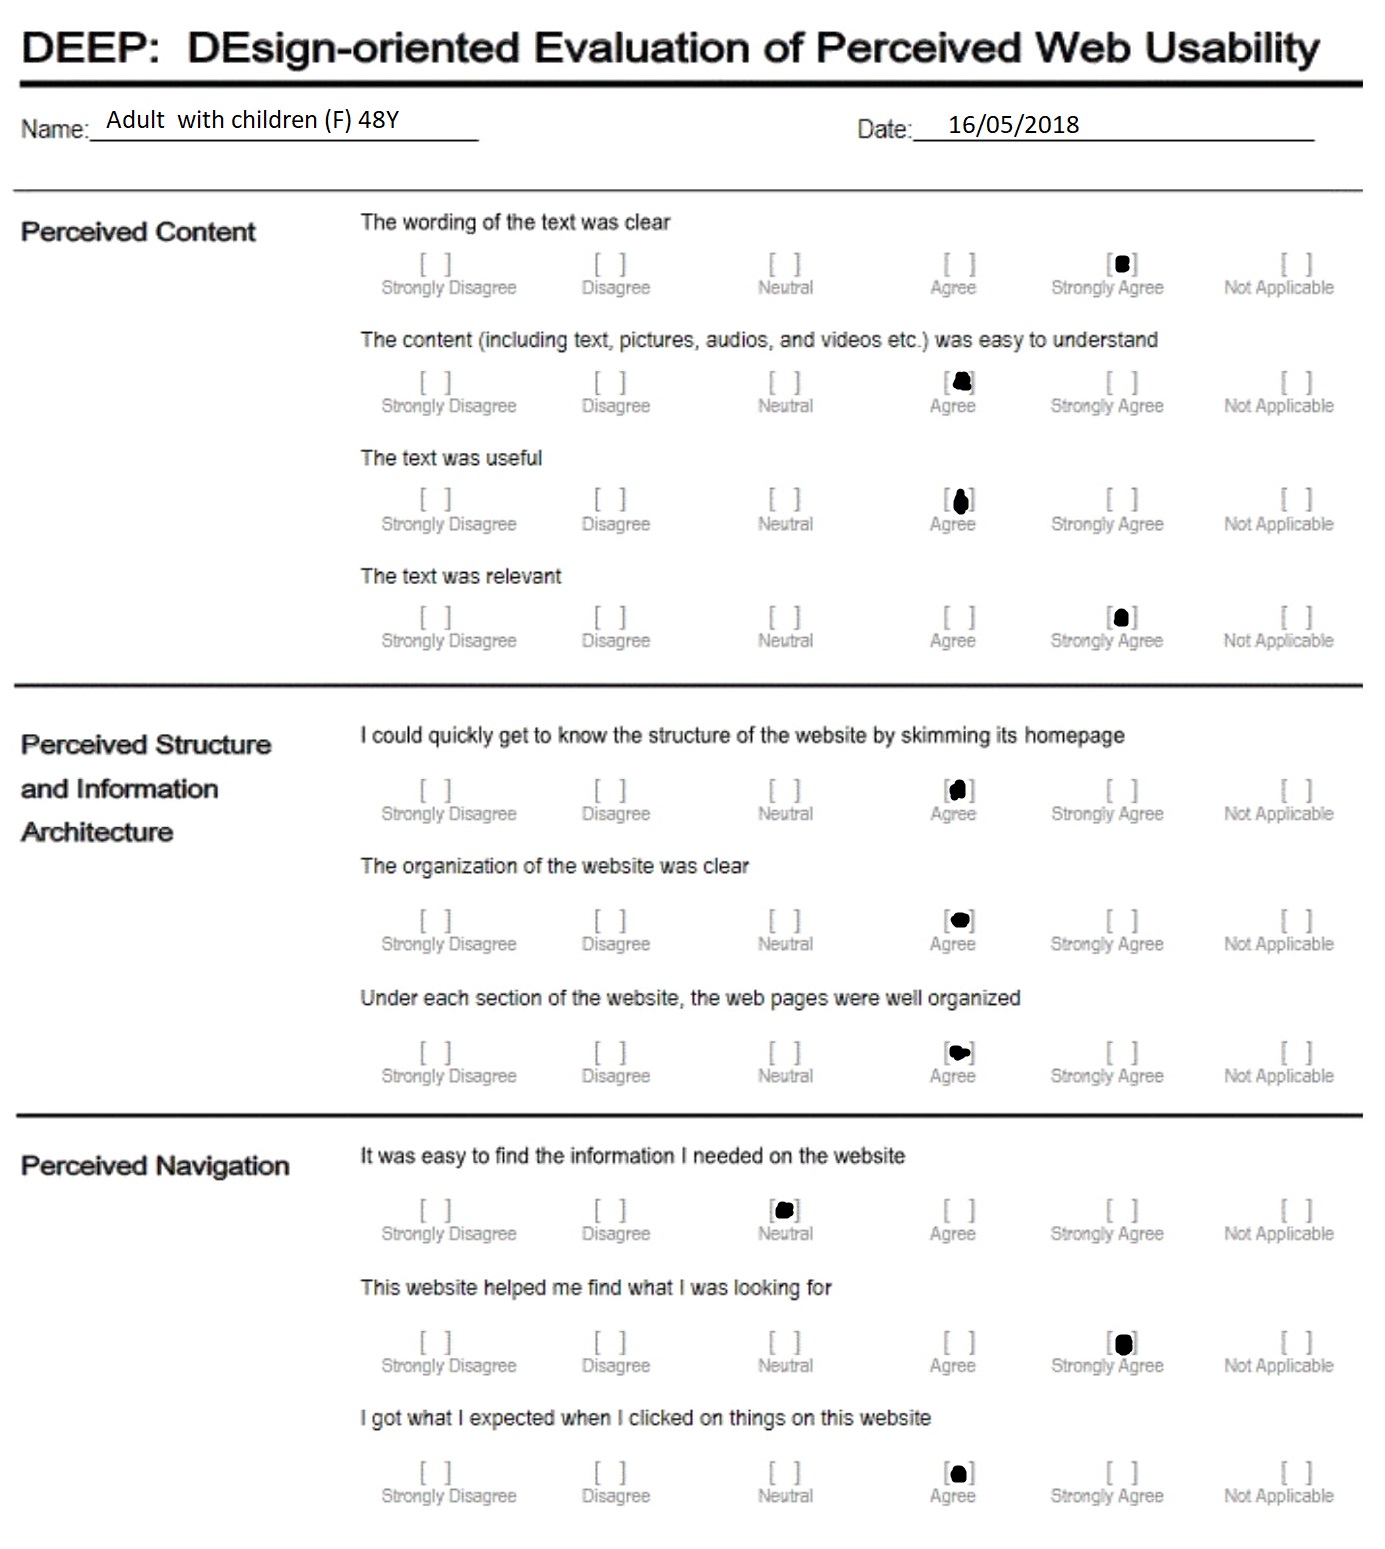 DEEP: DEsign-oriented Evaluation of Perceived Web Usability
Name: Adult with children (F) 48Y Date: 16/05/2018
Perceived Content
The wording of the text was clear
[ ] [ ] [ ] [ ] [●] [ ]
Strongly Disagree Disagree Neutral Agree Strongly Agree Not Applicable
The content (including text, pictures, audios, and videos etc.) was easy to understand
[ ] [ ] [ ] [●] [ ] [ ]
Strongly Disagree Disagree Neutral Agree Strongly Agree Not Applicable
The text was useful
[ ] [ ] [ ] [●] [ ] [ ]
Strongly Disagree Disagree Neutral Agree Strongly Agree Not Applicable
The text was relevant
[ ] [ ] [ ] [ ] [●] [ ]
Strongly Disagree Disagree Neutral Agree Strongly Agree Not Applicable
Perceived Structure
and Information
Architecture
I could quickly get to know the structure of the website by skimming its homepage
[ ] [ ] [ ] [●] [ ] [ ]
Strongly Disagree Disagree Neutral Agree Strongly Agree Not Applicable
The organization of the website was clear
[ ] [ ] [ ] [●] [ ] [ ]
Strongly Disagree Disagree Neutral Agree Strongly Agree Not Applicable
Under each section of the website, the web pages were well organized
[ ] [ ] [ ] [●] [ ] [ ]
Strongly Disagree Disagree Neutral Agree Strongly Agree Not Applicable
Perceived Navigation
It was easy to find the information I needed on the website
[ ] [ ] [●] [ ] [ ] [ ]
Strongly Disagree Disagree Neutral Agree Strongly Agree Not Applicable
This website helped me find what I was looking for
[ ] [ ] [ ] [ ] [●] [ ]
Strongly Disagree Disagree Neutral Agree Strongly Agree Not Applicable
I got what I expected when I clicked on things on this website
[ ] [ ] [ ] [●] [ ] [ ]
Strongly Disagree Disagree Neutral Agree Strongly Agree Not Applicable